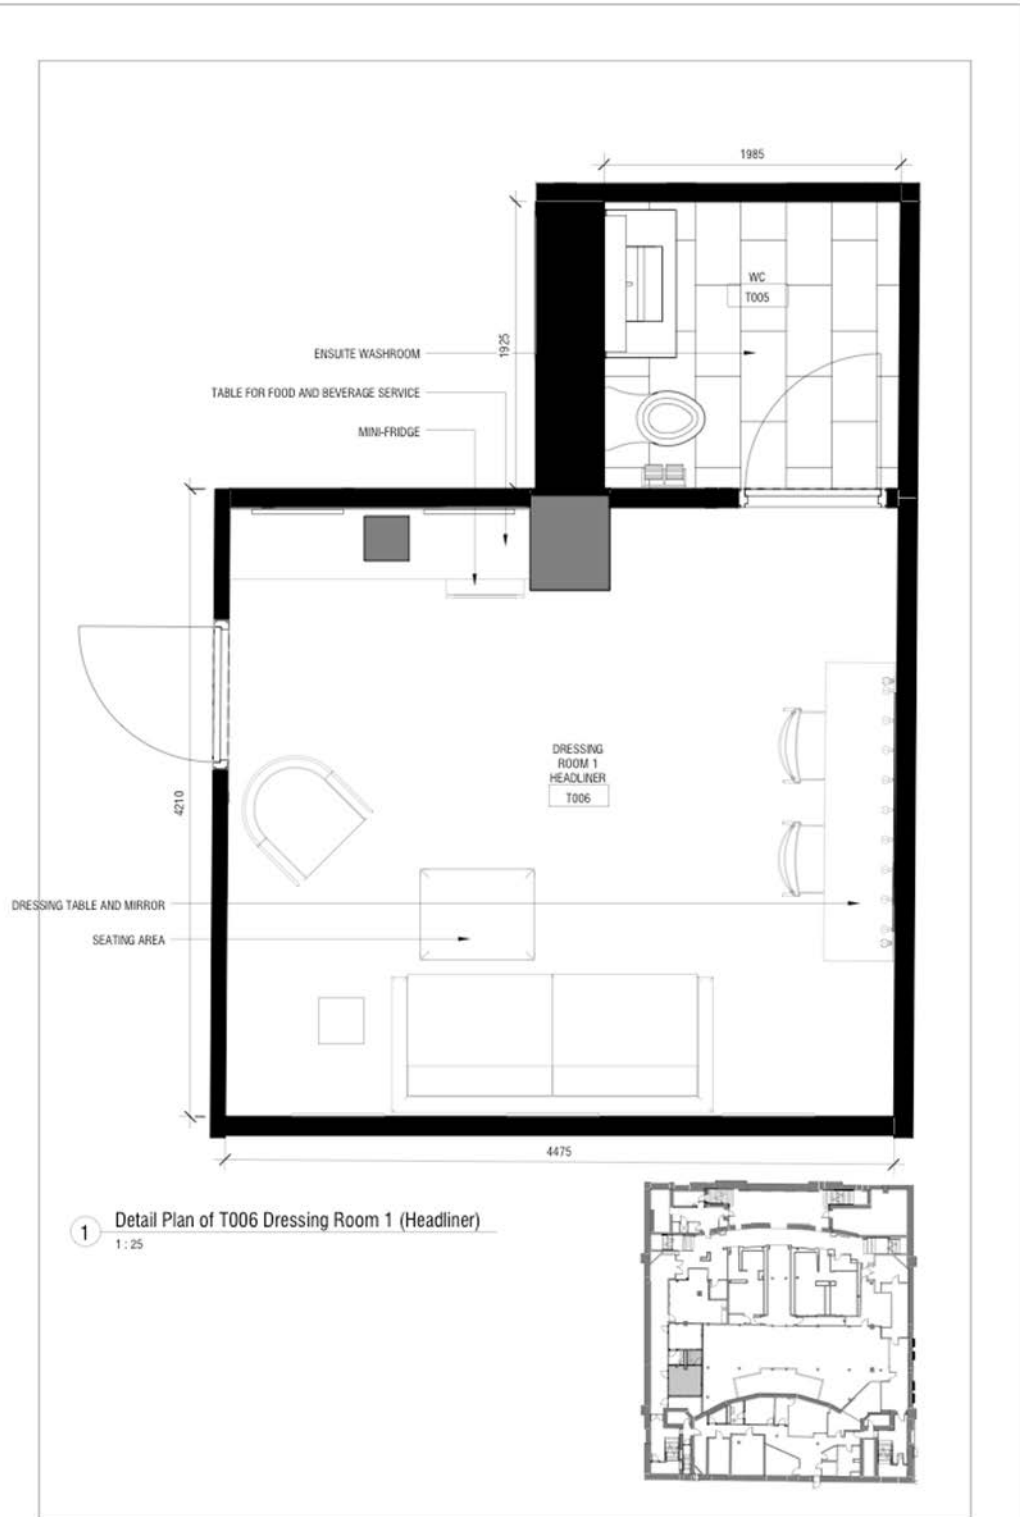 1985
WC
T005
1925
ENSUITE WASHROOM
TABLE FOR FOOD AND BEVERAGE SERVICE
MINI-FRIDGE
DRESSING
ROOM 1
HEADLINER
T006
4210
DRESSING TABLE AND MIRROR
SEATING AREA
4475
1
Detail Plan of T006 Dressing Room 1 (Headliner)
1 : 25